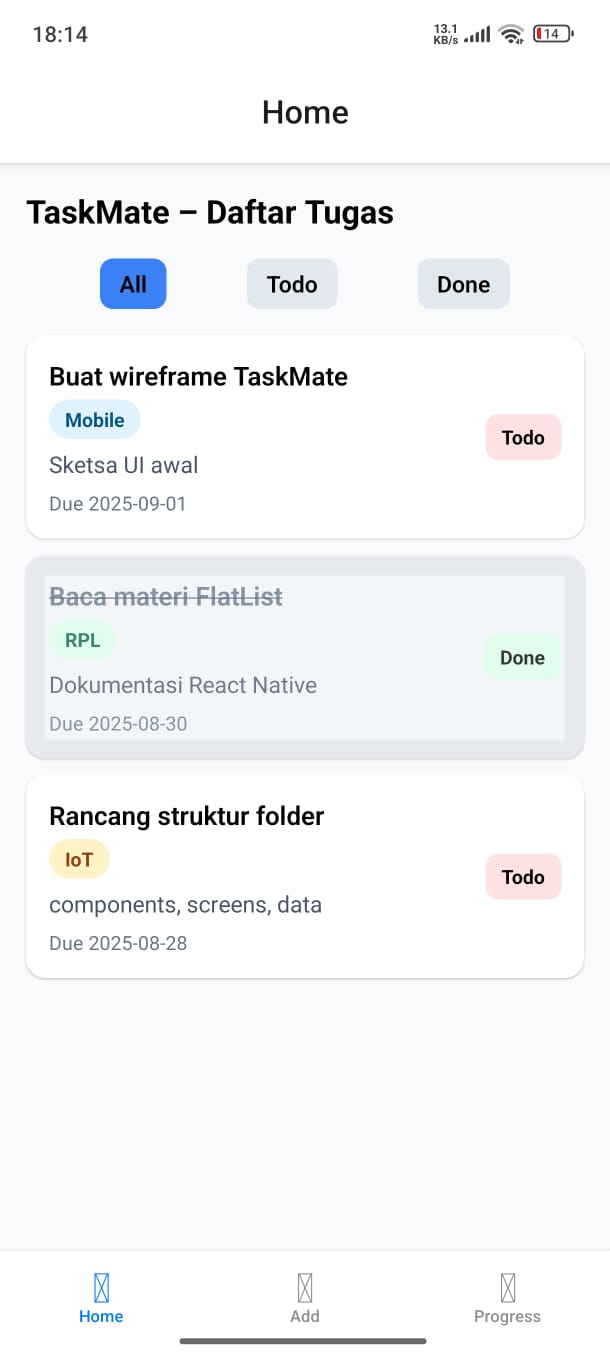 18:14
13.1
KB/s
14
Home
TaskMate – Daftar Tugas
All Todo Done
Buat wireframe TaskMate
Mobile
Todo
Sketsa UI awal
Due 2025-09-01
Baca materi FlatList
RPL
Done
Dokumentasi React Native
Due 2025-08-30
Rancang struktur folder
IoT
Todo
components, screens, data
Due 2025-08-28
Home Add Progress